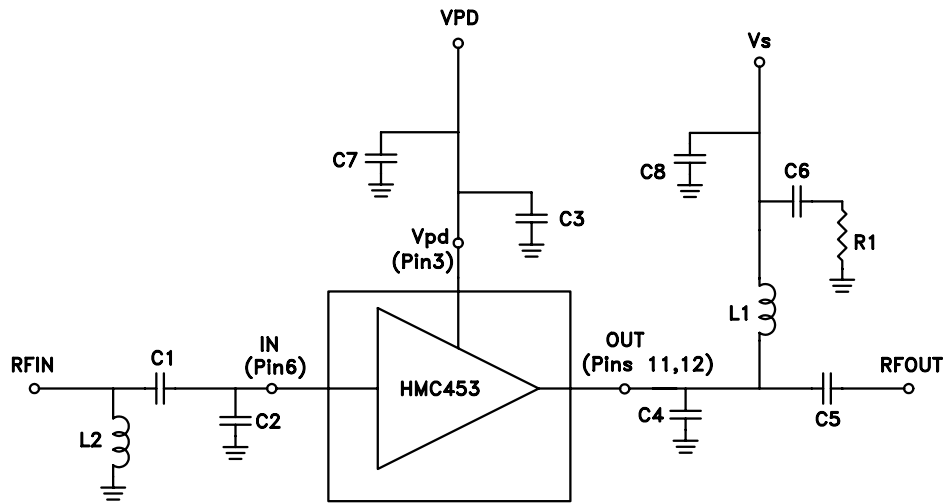 VPD
Vs
C7
C8
C6
C3
Vpd
(Pin3)
R1
L1
RFIN
C1
IN
(Pin6)
OUT
(Pins 11,12)
RFOUT
HMC453
L2
C2
C4
C5